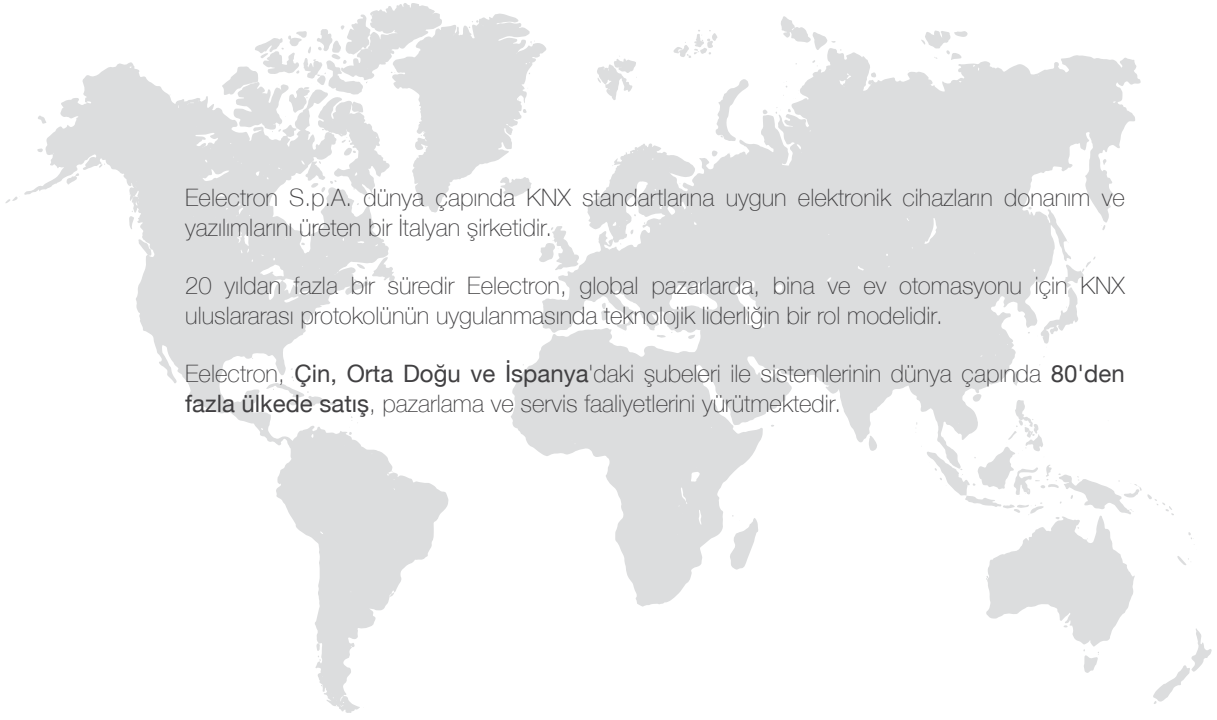 Eelectron S.p.A. dünya çapında KNX standartlarına uygun elektronik cihazların donanım ve
yazılımlarını üreten bir İtalyan şirketidir.
20 yıldan fazla bir süredir Eelectron, global pazarlarda, bina ve ev otomasyonu için KNX
uluslararası protokolünün uygulanmasında teknolojik liderliğin bir rol modelidir.
Eelectron, Çin, Orta Doğu ve İspanya'daki şubeleri ile sistemlerinin dünya çapında 80'den
fazla ülkede satış, pazarlama ve servis faaliyetlerini yürütmektedir.